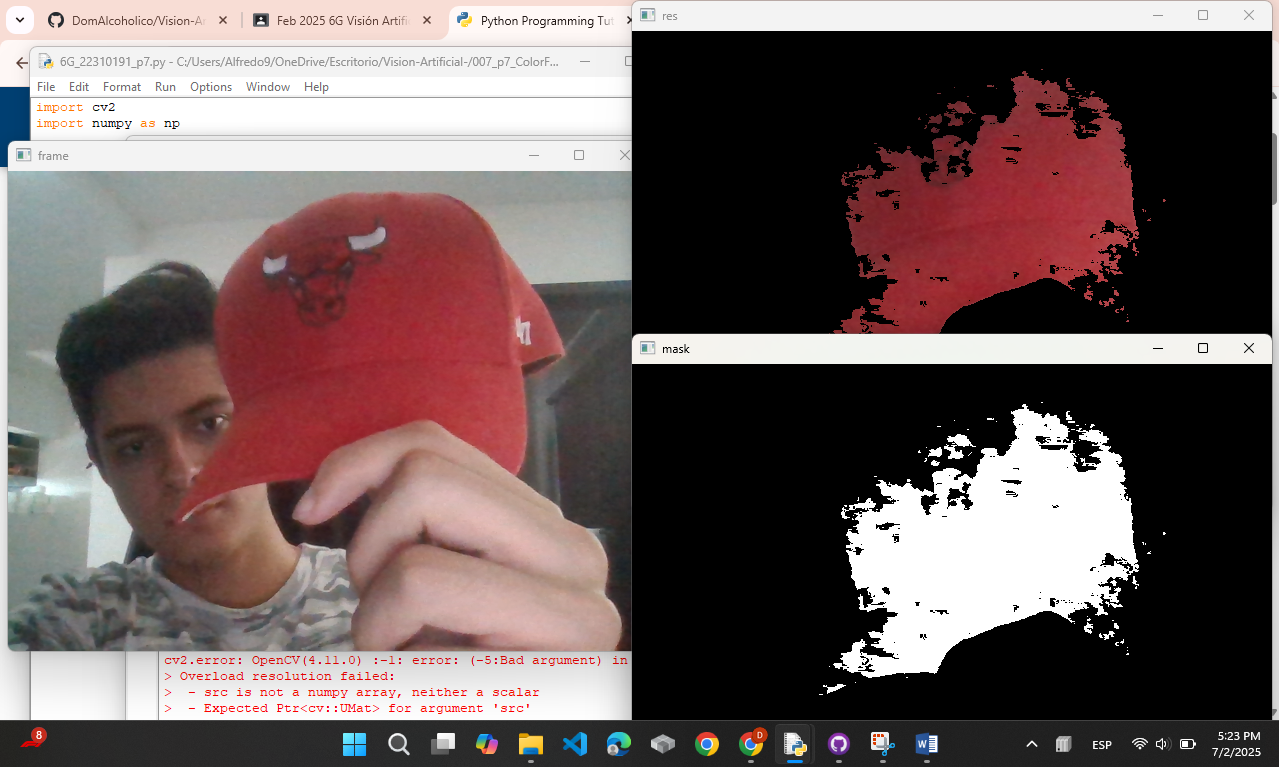 DomAlcoholico/Vision-Ar
Feb 2025 6G Visión Artific
Python Programming Tut
res
6G_22310191_p7.py - C:/Users/Alfredo9/OneDrive/Escritorio/Vision-Artificial-/007_p7_ColorF...
File Edit Format Run Options Window Help
import cv2
import numpy as np
frame
mask
cv2.error: OpenCV(4.11.0) :-1: error: (-5:Bad argument) in
> Overload resolution failed:
>  - src is not a numpy array, neither a scalar
>  - Expected Ptr<cv::UMat> for argument 'src'
8
D
ESP
5:23 PM
7/2/2025